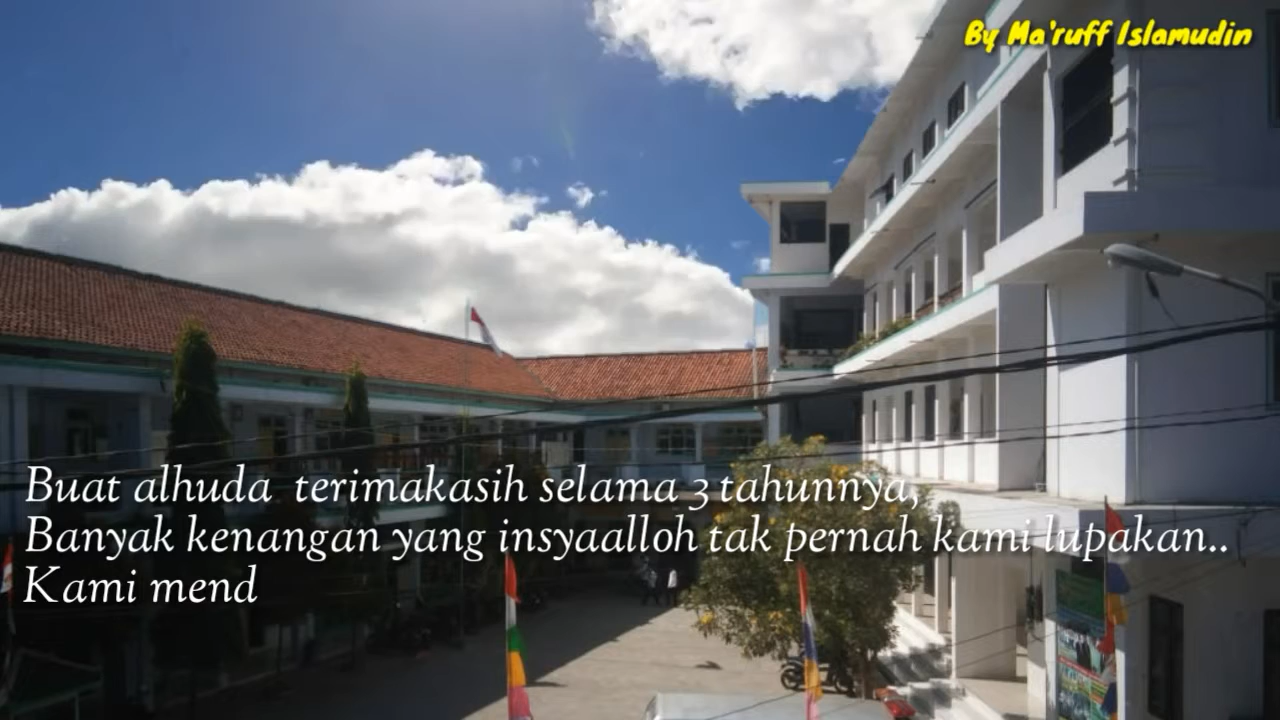 By Ma'ruff Islamudin
Buat alhuda  terimakasih selama 3 tahunnya,
Banyak kenangan yang insyaalloh tak pernah kami lupakan..
Kami mend